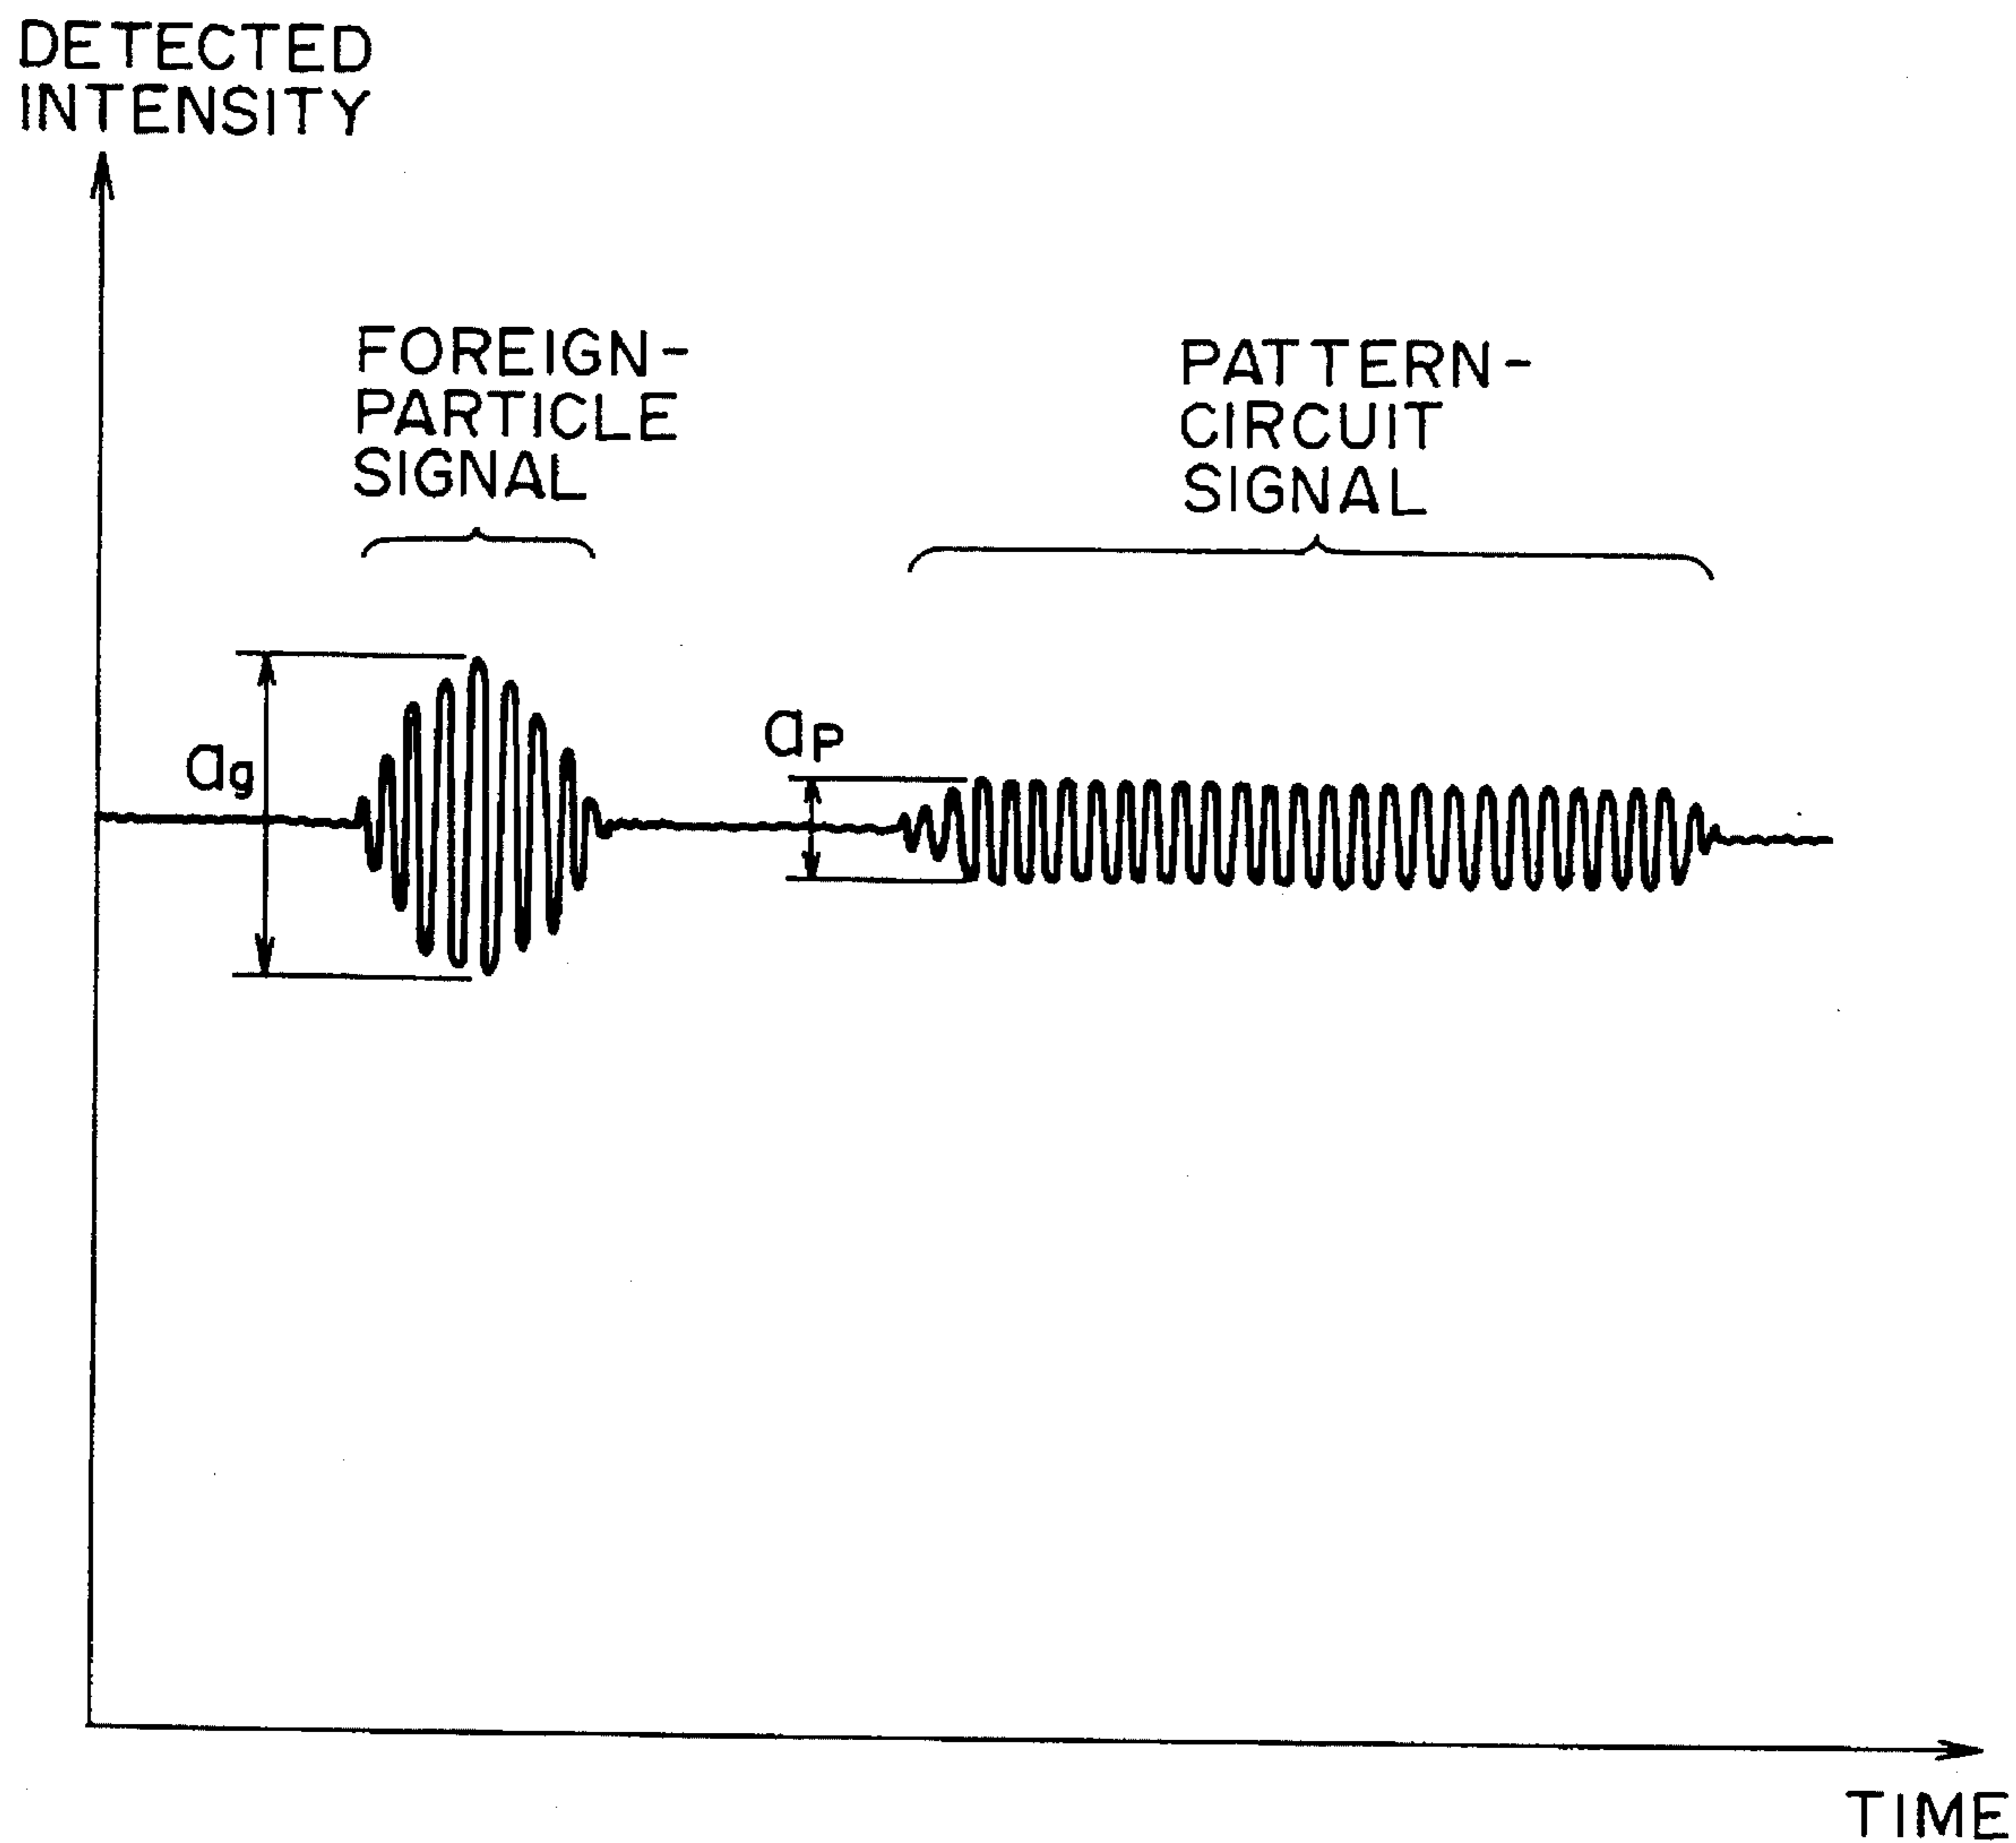 DETECTED
INTENSITY
FOREIGN-
PARTICLE
SIGNAL
PATTERN-
CIRCUIT
SIGNAL
ag
aP
TIME